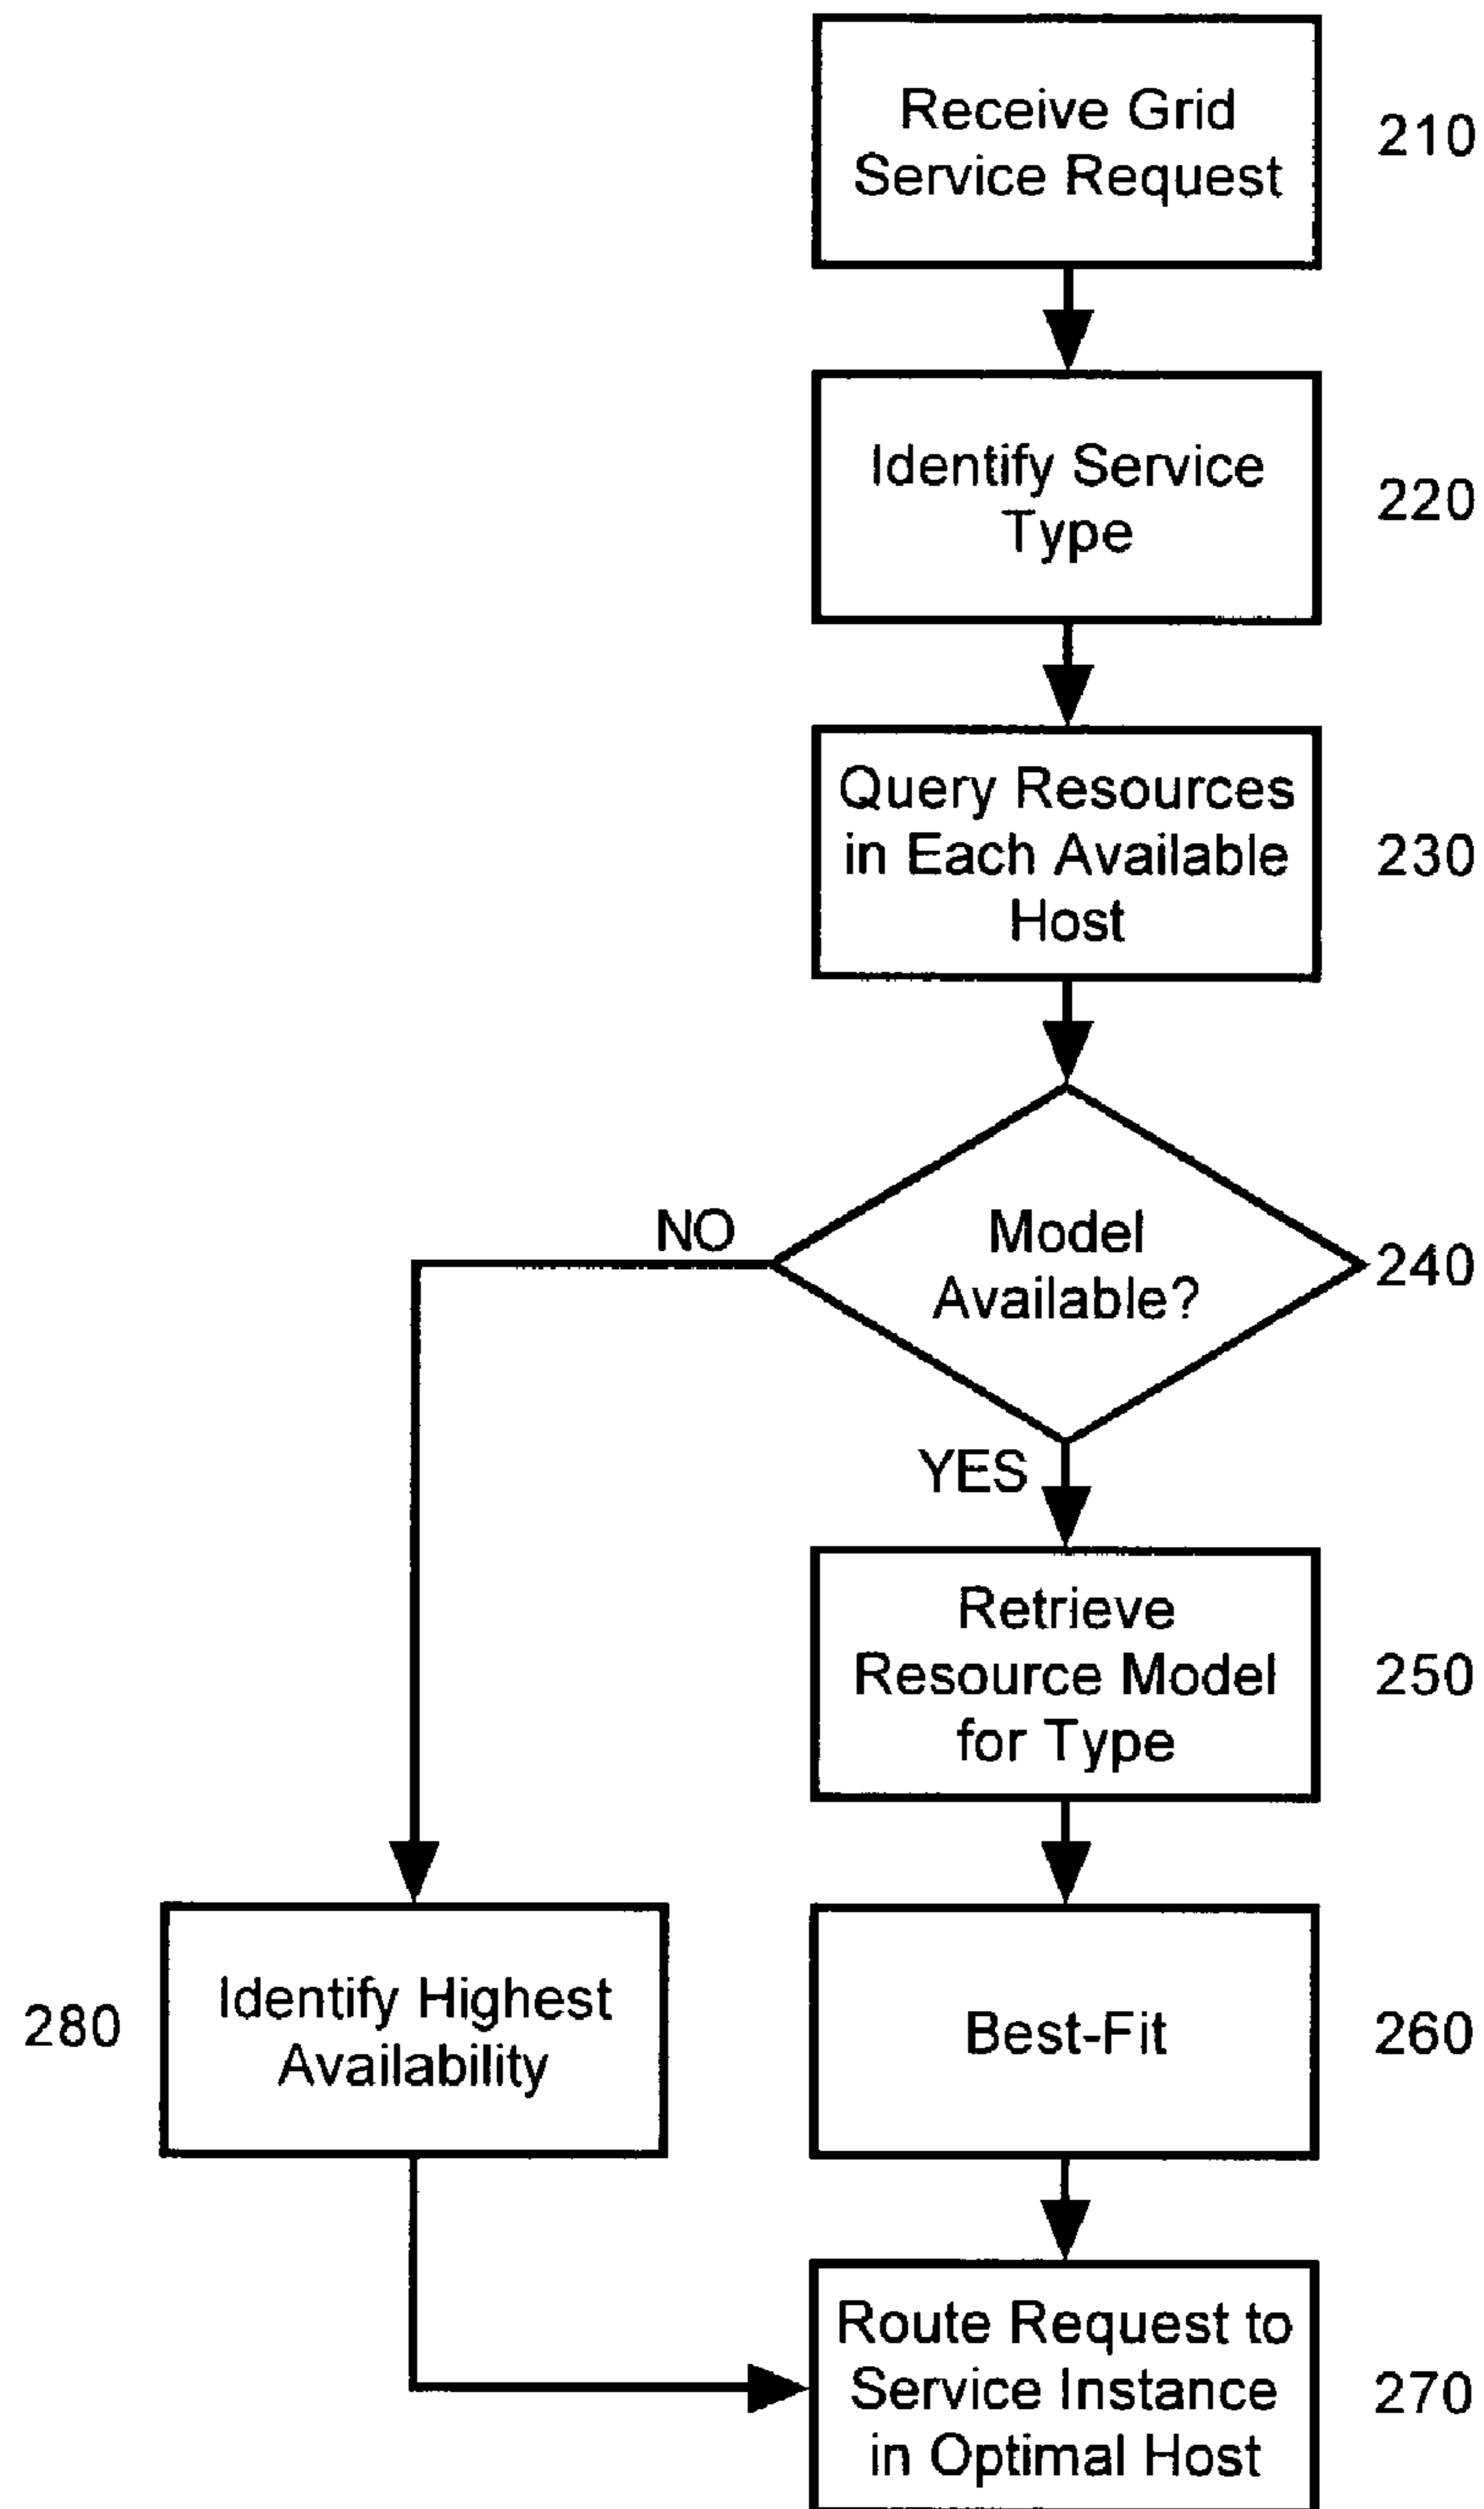 Receive Grid
Service Request
210
Identify Service
Type
220
Query Resources
in Each Available
Host
230
NO
Model
Available?
240
YES
Retrieve
Resource Model
for Type
250
280
Identify Highest
Availability
Best-Fit
260
Route Request to
Service Instance
in Optimal Host
270